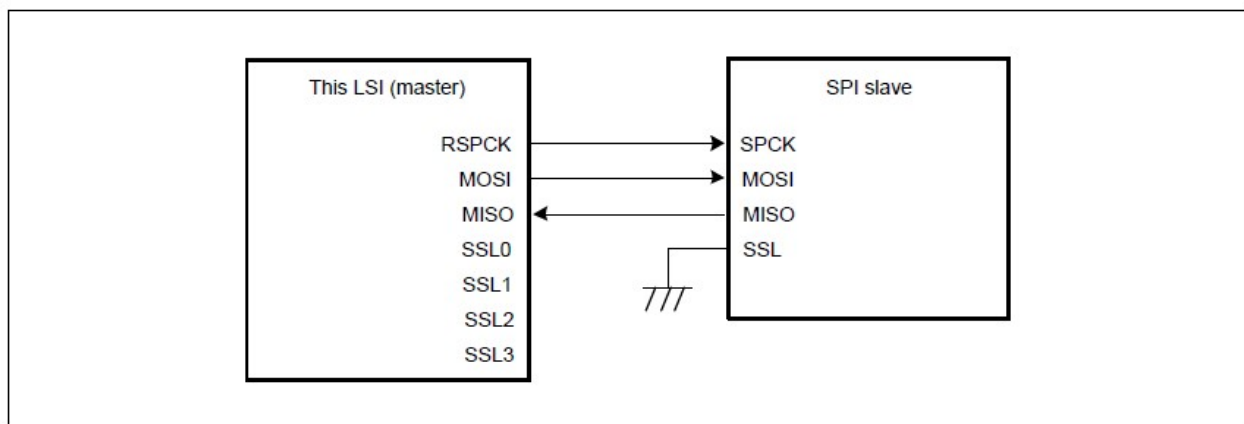 This LSI (master)
RSPCK
MOSI
MISO
SSL0
SSL1
SSL2
SSL3
SPI slave
SPCK
MOSI
MISO
SSL